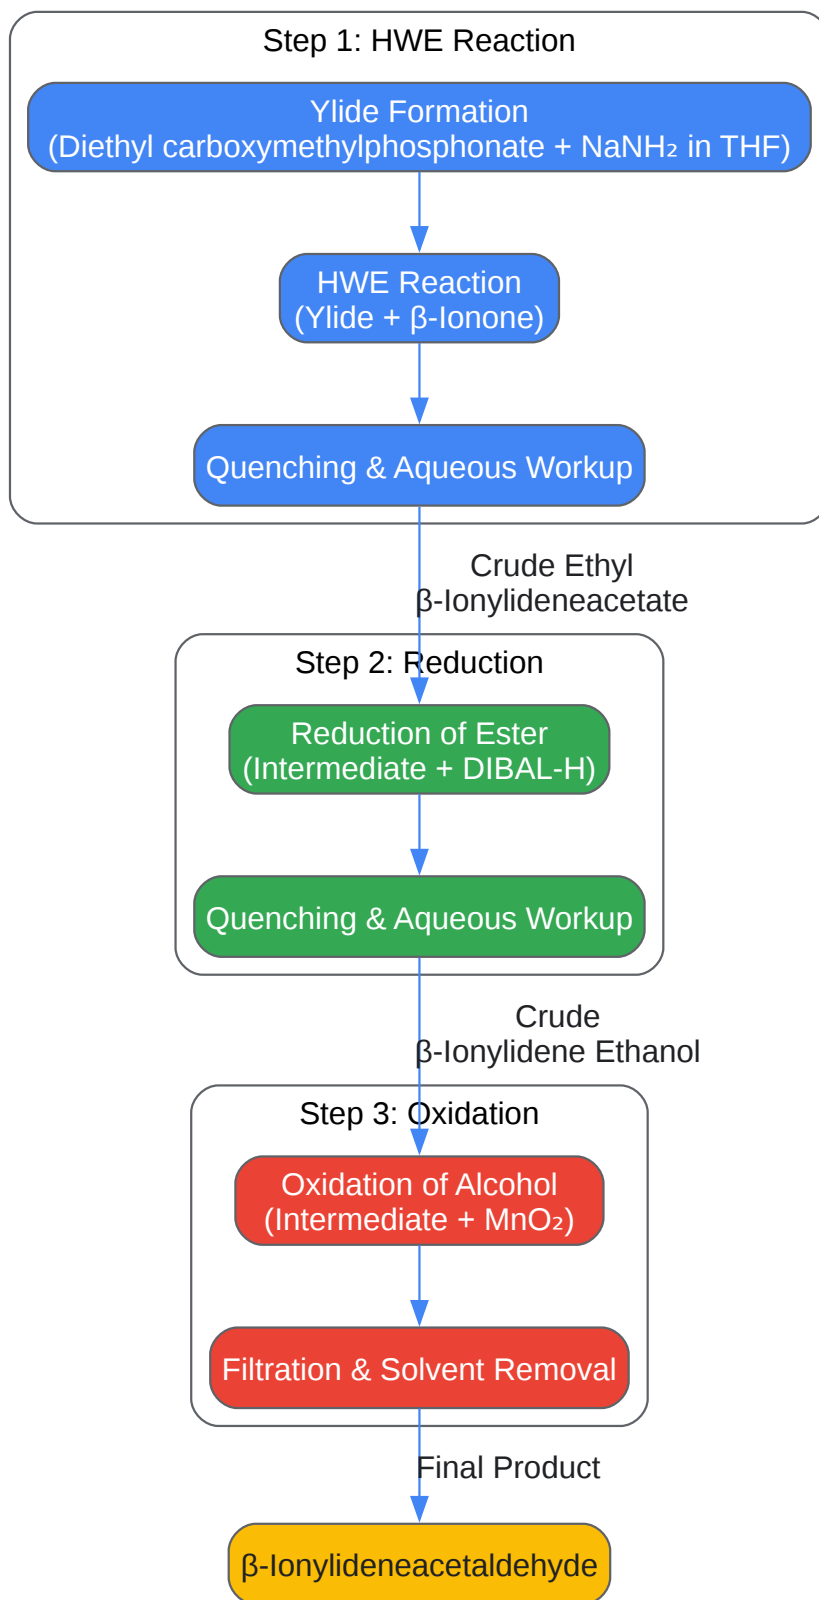 Step 1: HWE Reaction
Ylide Formation
(Diethyl carboxymethylphosphonate + NaNH₂ in THF)
HWE Reaction
(Ylide + β-Ionone)
Quenching & Aqueous Workup
Crude Ethyl
β-Ionylideneacetate
Step 2: Reduction
Reduction of Ester
(Intermediate + DIBAL-H)
Quenching & Aqueous Workup
Crude
β-Ionylidene Ethanol
Step 3: Oxidation
Oxidation of Alcohol
(Intermediate + MnO₂)
Filtration & Solvent Removal
Final Product
β-Ionylideneacetaldehyde